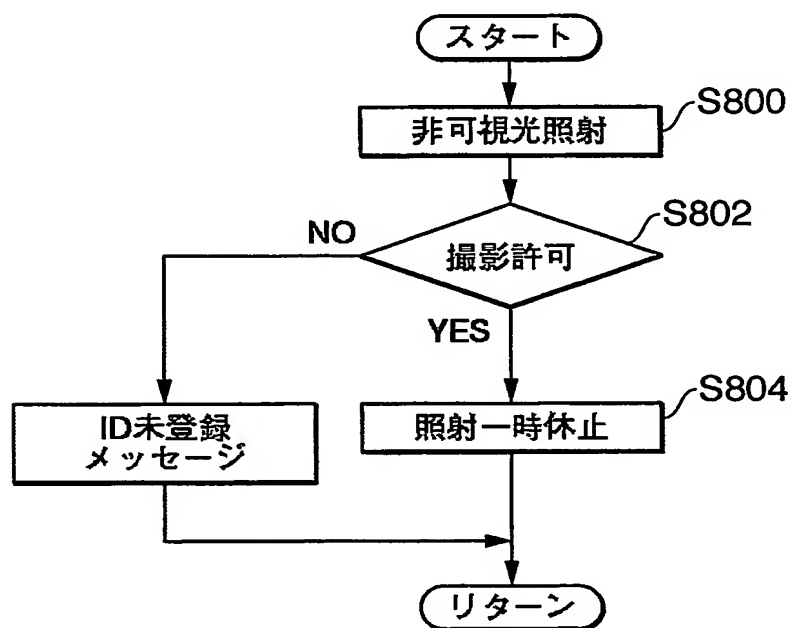 スタート
非可視光照射
S800
撮影許可
S802
NO
YES
ID未登録
メッセージ
照射一時休止
S804
リターン